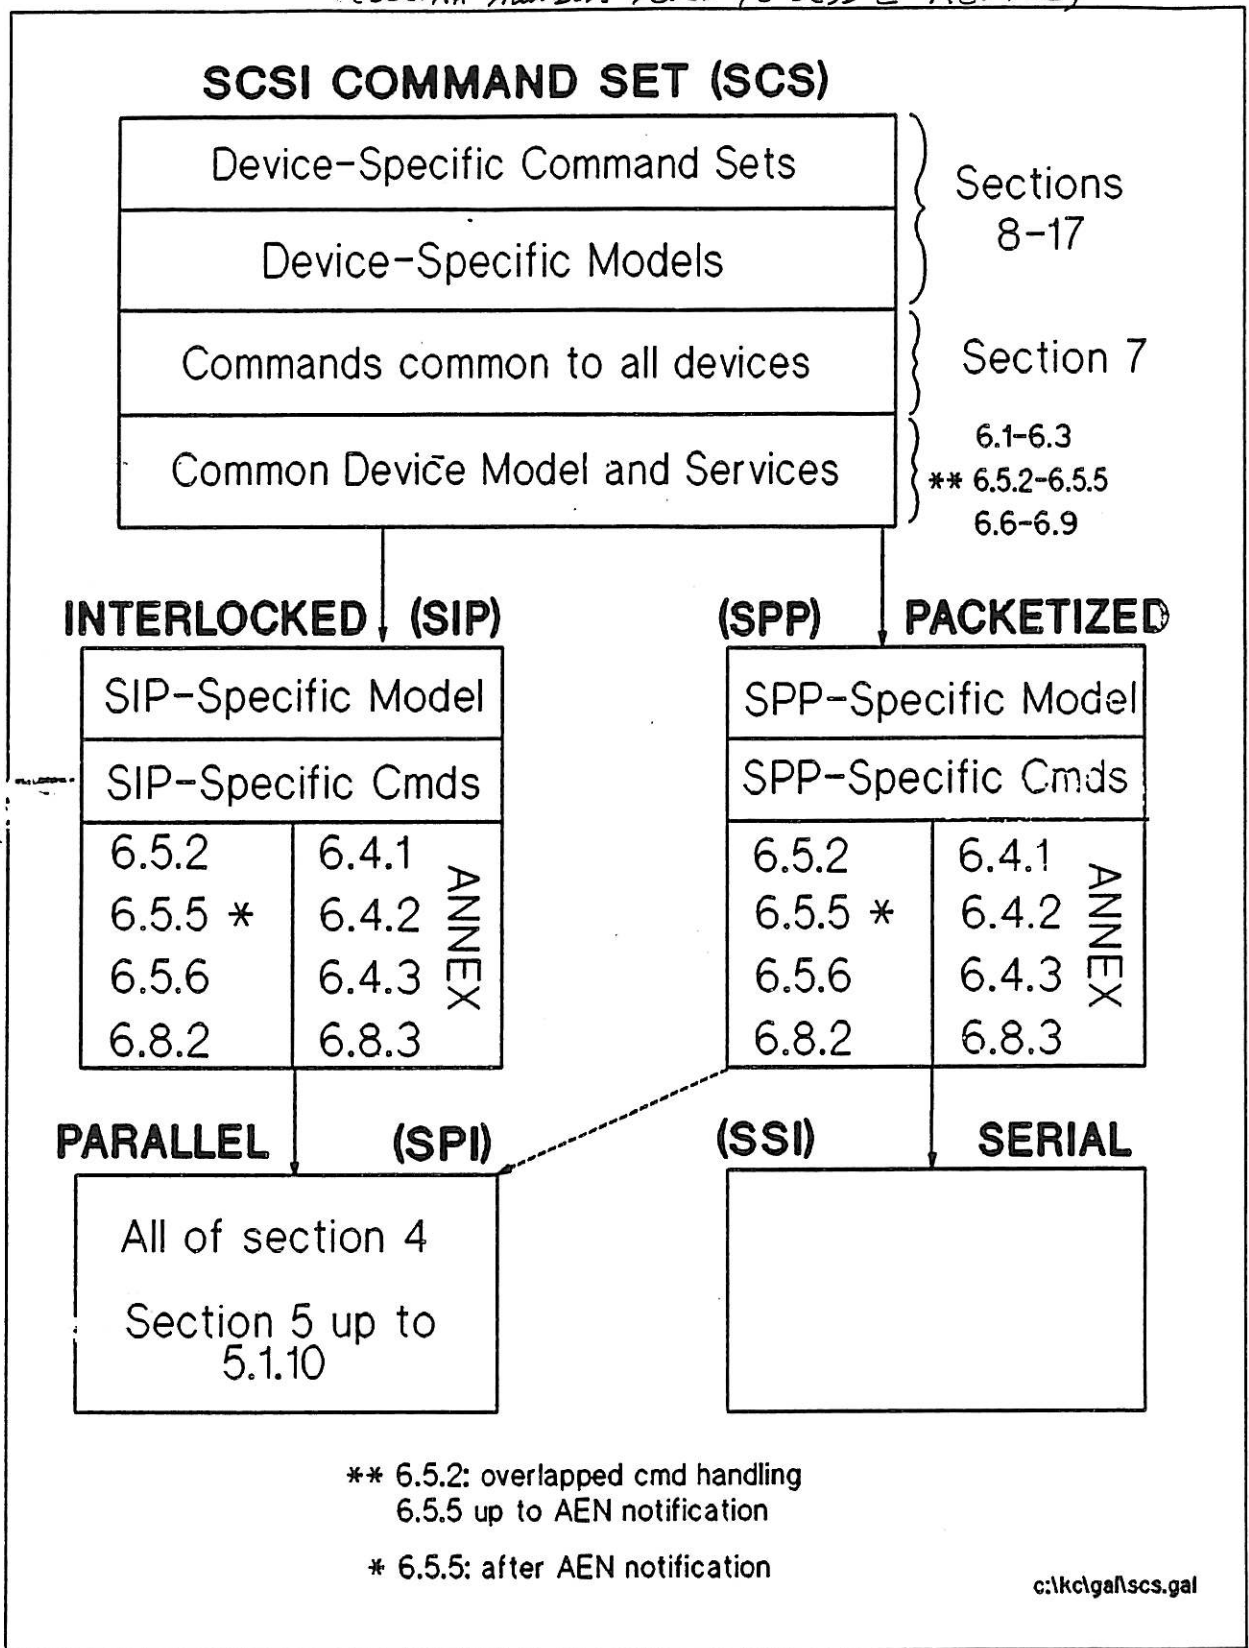 SCSI COMMAND SET (SCS)
Device-Specific Command Sets
Sections
8-17
Device-Specific Models
Commands common to all devices
Section 7
Common Device Model and Services
6.1-6.3
** 6.5.2-6.5.5
6.6-6.9
INTERLOCKED (SIP)
SIP-Specific Model
SIP-Specific Cmds
6.5.2
6.5.5 *
6.5.6
6.8.2
6.4.1
6.4.2
6.4.3
6.8.3
ANNEX
(SPP) PACKETIZED
SPP-Specific Model
SPP-Specific Cmds
6.5.2
6.5.5 *
6.5.6
6.8.2
6.4.1
6.4.2
6.4.3
6.8.3
ANNEX
PARALLEL (SPI)
All of section 4
Section 5 up to
5.1.10
(SSI) SERIAL
** 6.5.2: overlapped cmd handling
6.5.5 up to AEN notification
* 6.5.5: after AEN notification
c:\kc\gal\scs.gal